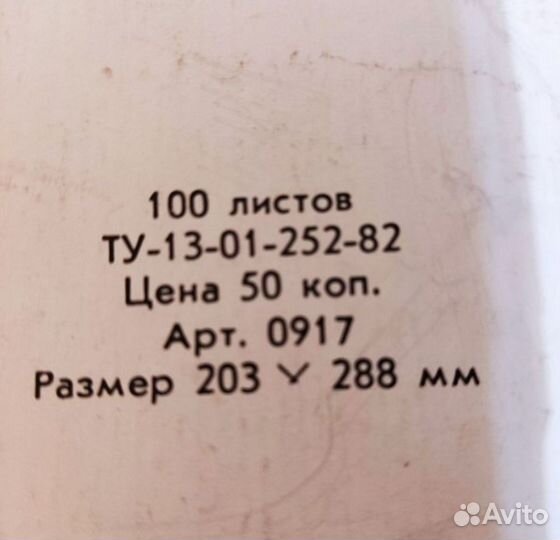 100 листов
ТУ-13-01-252-82
Цена 50 коп.
Арт. 0917
Размер 203 × 288 мм
Avito